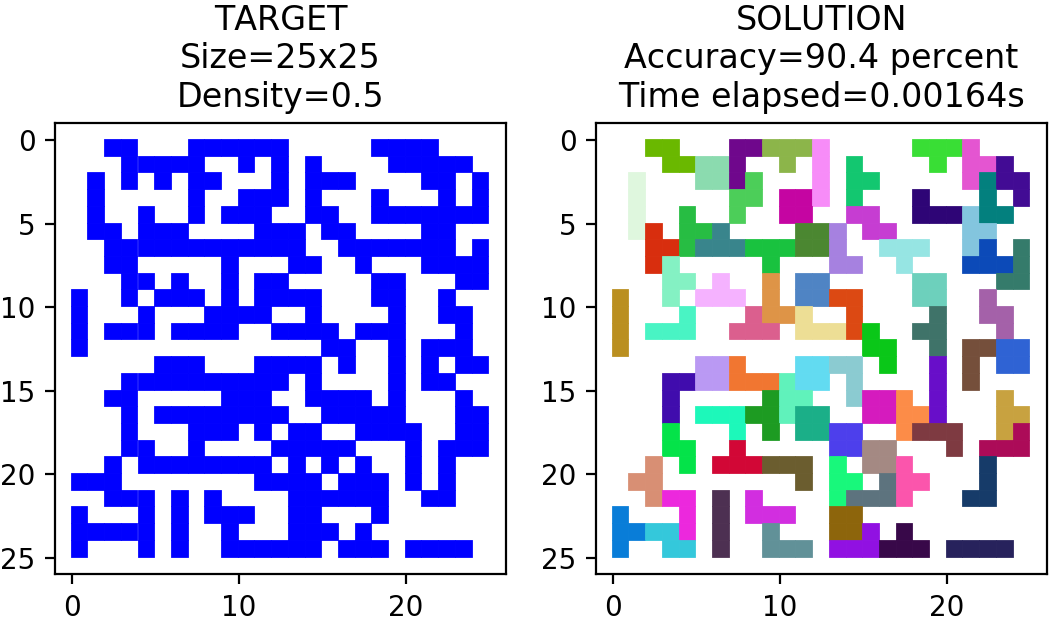 TARGET
Size=25x25
Density=0.5
0
5
10
15
20
25
0 10 20
SOLUTION
Accuracy=90.4 percent
Time elapsed=0.00164s
0
5
10
15
20
25
0 10 20